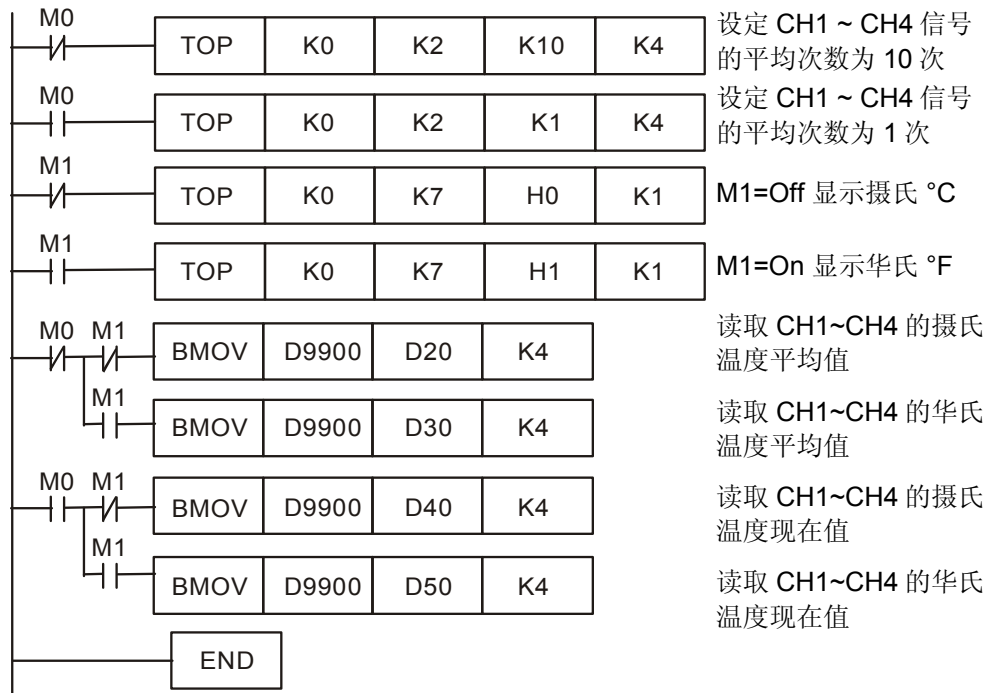 M0
TOP K0 K2 K10 K4
设定 CH1 ~ CH4 信号
的平均次数为 10 次
M0
TOP K0 K2 K1 K4
设定 CH1 ~ CH4 信号
的平均次数为 1 次
M1
TOP K0 K7 H0 K1
M1=Off 显示摄氏 °C
M1
TOP K0 K7 H1 K1
M1=On 显示华氏 °F
M0 M1
BMOV D9900 D20 K4
读取 CH1~CH4 的摄氏
温度平均值
M1
BMOV D9900 D30 K4
读取 CH1~CH4 的华氏
温度平均值
M0 M1
BMOV D9900 D40 K4
读取 CH1~CH4 的摄氏
温度现在值
M1
BMOV D9900 D50 K4
读取 CH1~CH4 的华氏
温度现在值
END